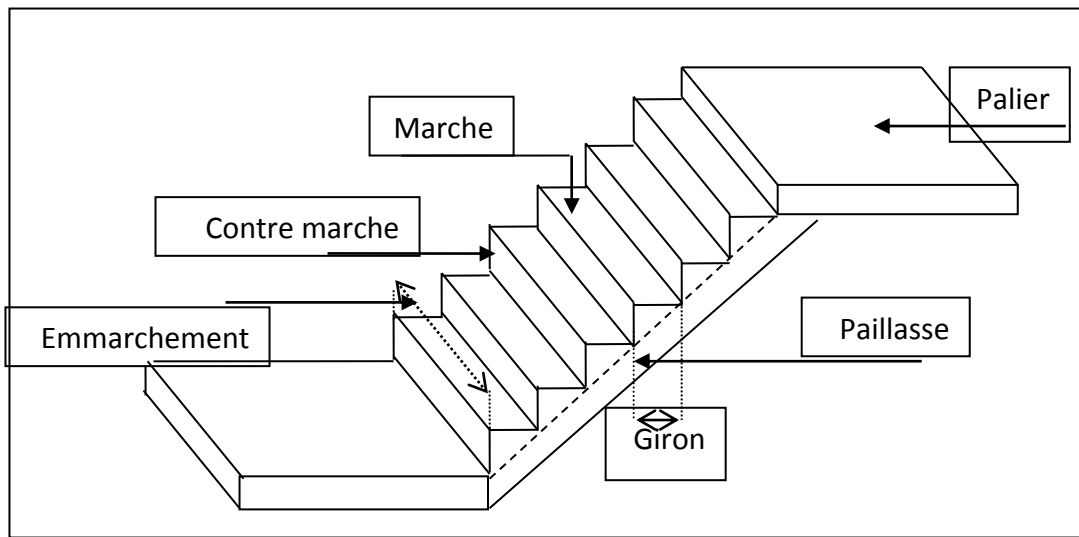 Palier
Marche
Contre marche
Emmarchement
Paillasse
Giron